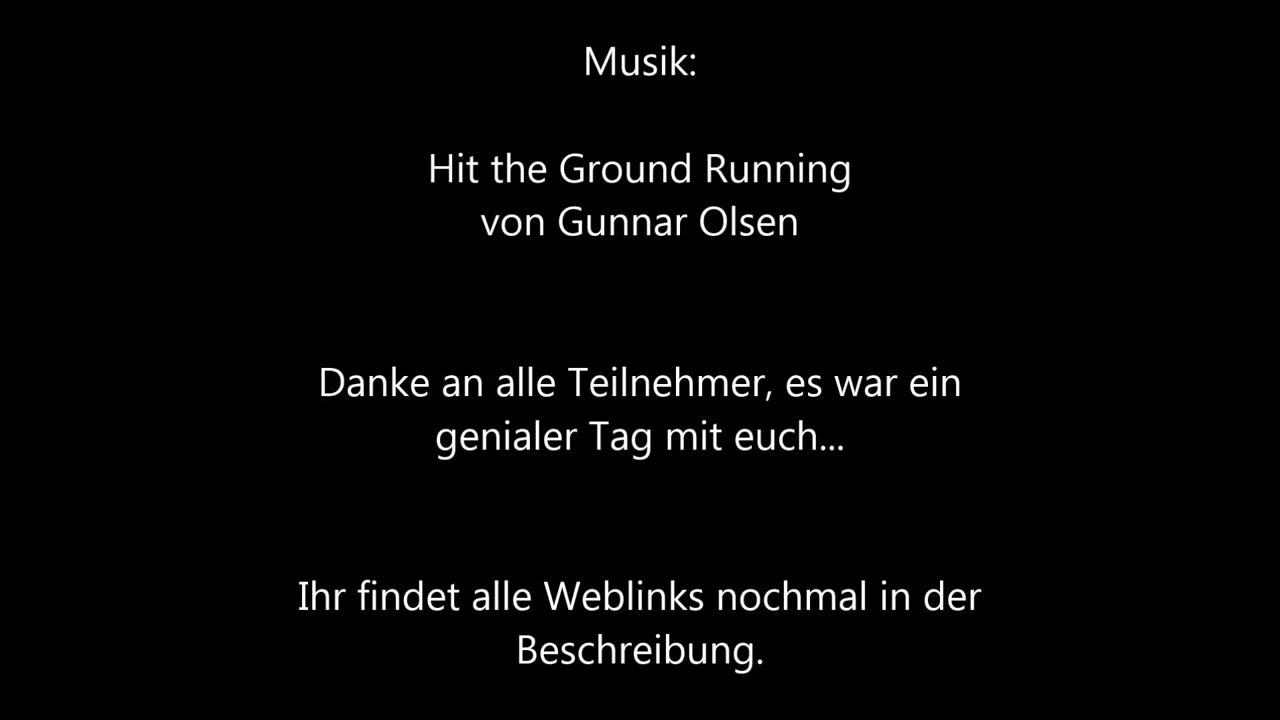 Musik:
Hit the Ground Running
von Gunnar Olsen
Danke an alle Teilnehmer, es war ein
genialer Tag mit euch...
Ihr findet alle Weblinks nochmal in der
Beschreibung.